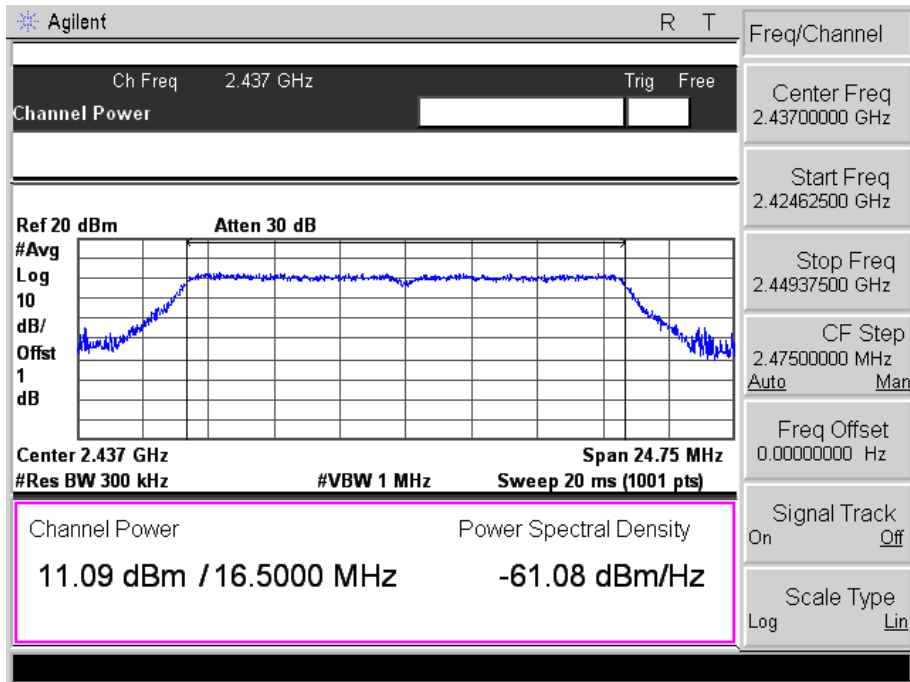 Agilent R T
Ch Freq 2.437 GHz Trig Free
Channel Power
Ref 20 dBm Atten 30 dB
#Avg
Log
10
dB/
Offset
1
dB
Center 2.437 GHz Span 24.75 MHz
#Res BW 300 kHz #VBW 1 MHz Sweep 20 ms (1001 pts)
Channel Power Power Spectral Density
11.09 dBm / 16.5000 MHz -61.08 dBm/Hz
Freq/Channel
Center Freq
2.43700000 GHz
Start Freq
2.42462500 GHz
Stop Freq
2.44937500 GHz
CF Step
2.47500000 MHz
Auto Man
Freq Offset
0.00000000 Hz
Signal Track
On Off
Scale Type
Log Lin